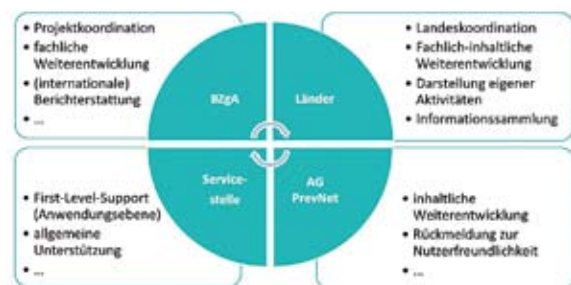 • Projektkoordination
• fachliche
Weiterentwicklung
• (internationale)
Berichterstattung
• ...
BZgA
Länder
• Landeskoordination
• Fachlich-inhaltliche
Weiterentwicklung
• Darstellung eigener
Aktivitäten
• Informationssammlung
• First-Level-Support
(Anwendungsebene)
• allgemeine
Unterstützung
• ...
Service-
stelle
AG
PrevNet
• inhaltliche
Weiterentwicklung
• Rückmeldung zur
Nutzerfreundlichkeit
• ...